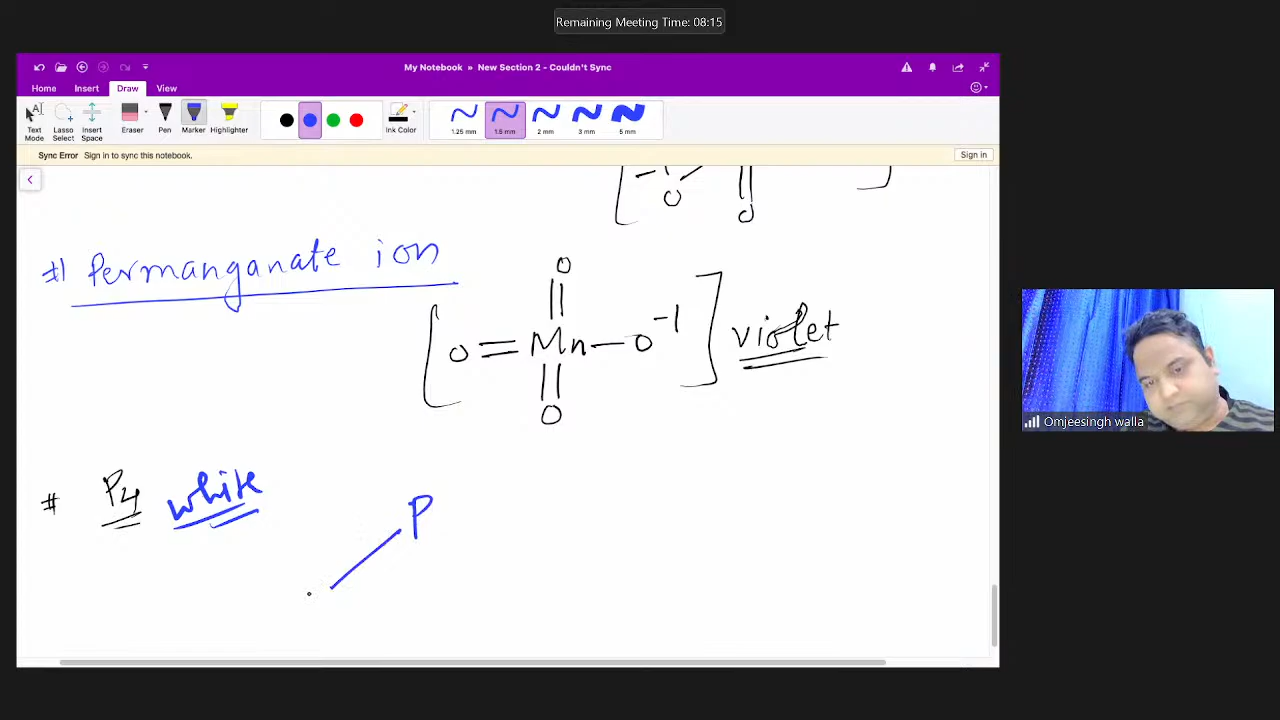 Remaining Meeting Time: 08:15
My Notebook » New Section 2 - Couldn't Sync
Home Insert Draw View
Text Mode Lasso Select Insert Space Eraser Pen Marker Highlighter Ink Color 1.25 mm 1.5 mm 2 mm 3 mm 5 mm
Sync Error Sign in to sync this notebook. Sign in
O O
# Permanganate ion
O
[O=Mn-O-1] violet
O
# P4 white
P
Omjeesingh walla